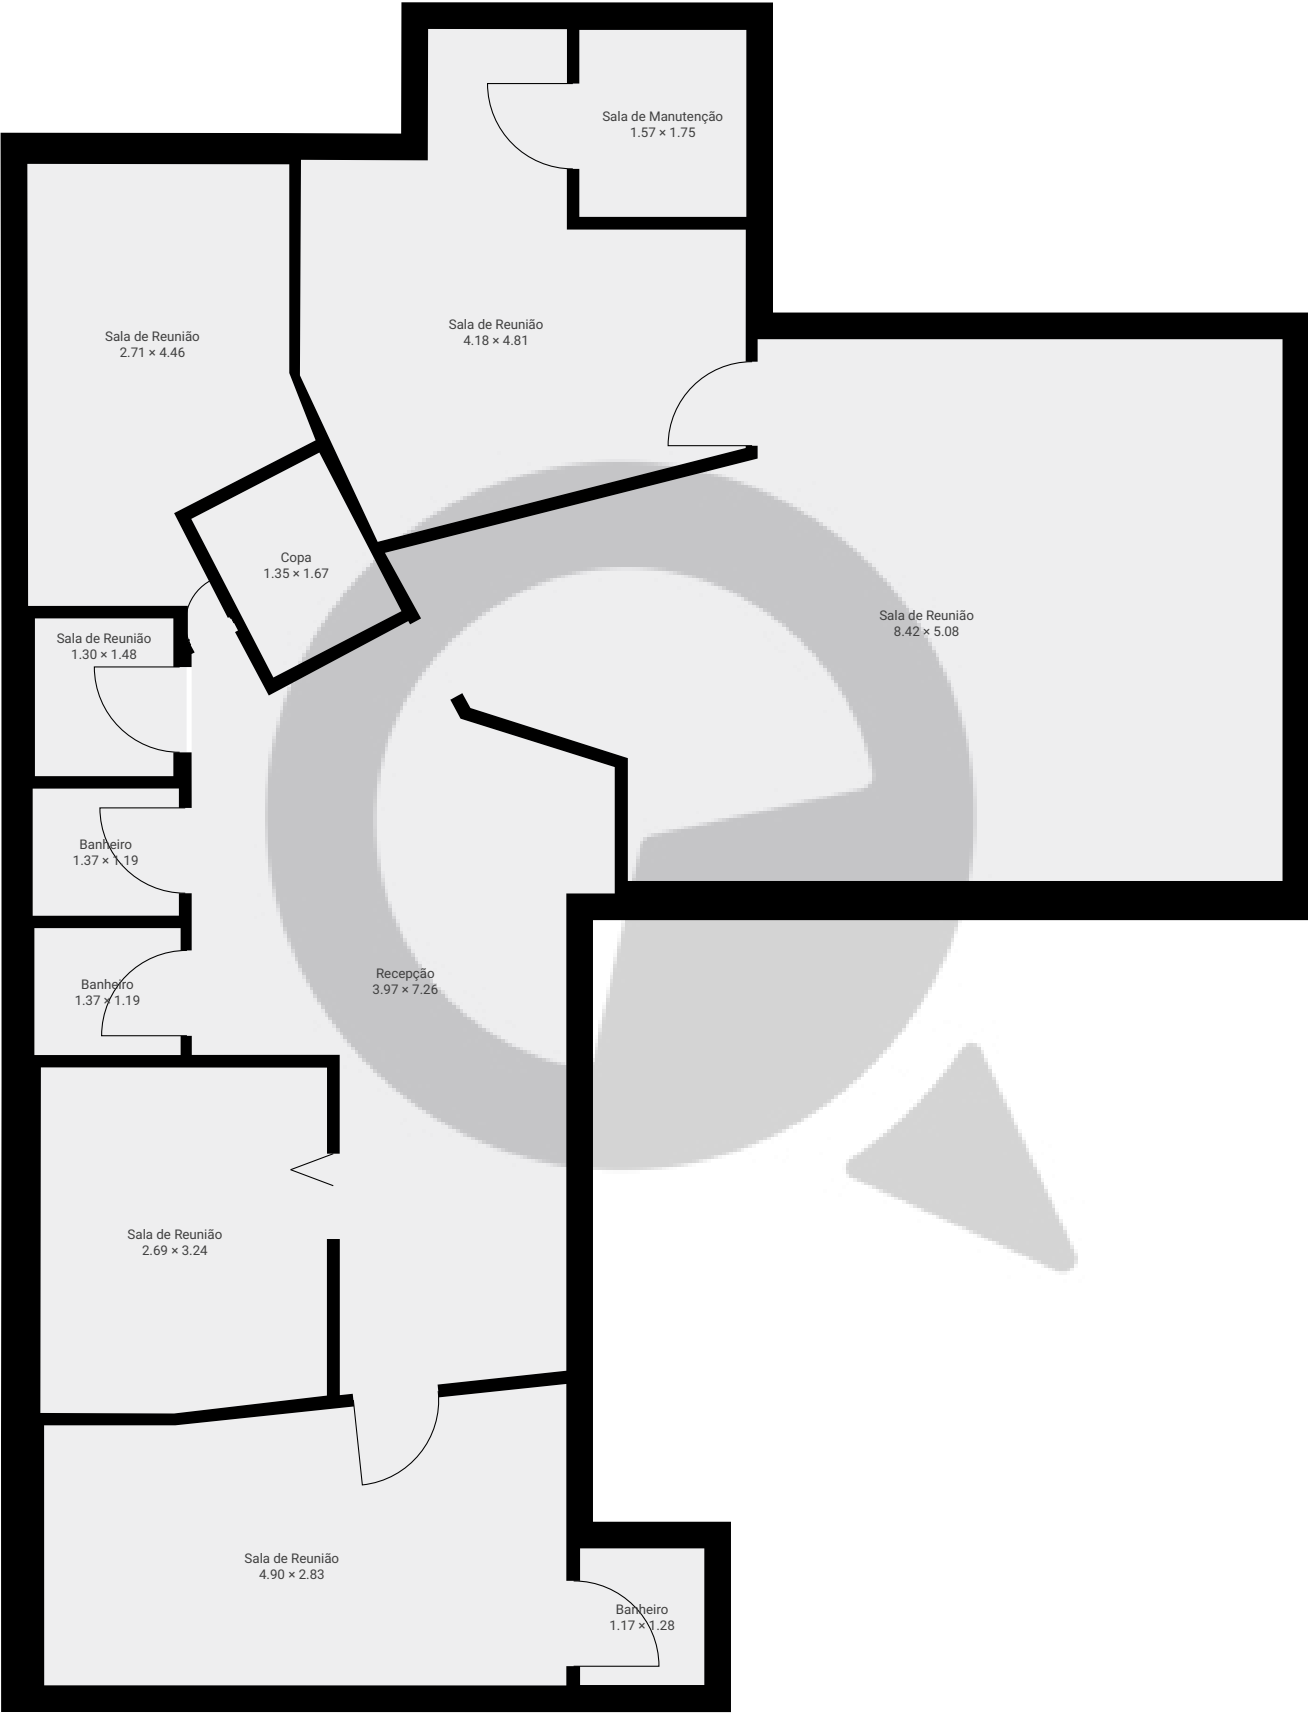 Sala de Manutenção
1.57 × 1.75
Sala de Reunião
4.18 × 4.81
Sala de Reunião
2.71 × 4.46
Copa
1.35 × 1.67
Sala de Reunião
8.42 × 5.08
Sala de Reunião
1.30 × 1.48
Banheiro
1.37 × 1.19
Recepção
3.97 × 7.26
Banheiro
1.37 × 1.19
Sala de Reunião
2.69 × 3.24
Sala de Reunião
4.90 × 2.83
Banheiro
1.17 × 1.28